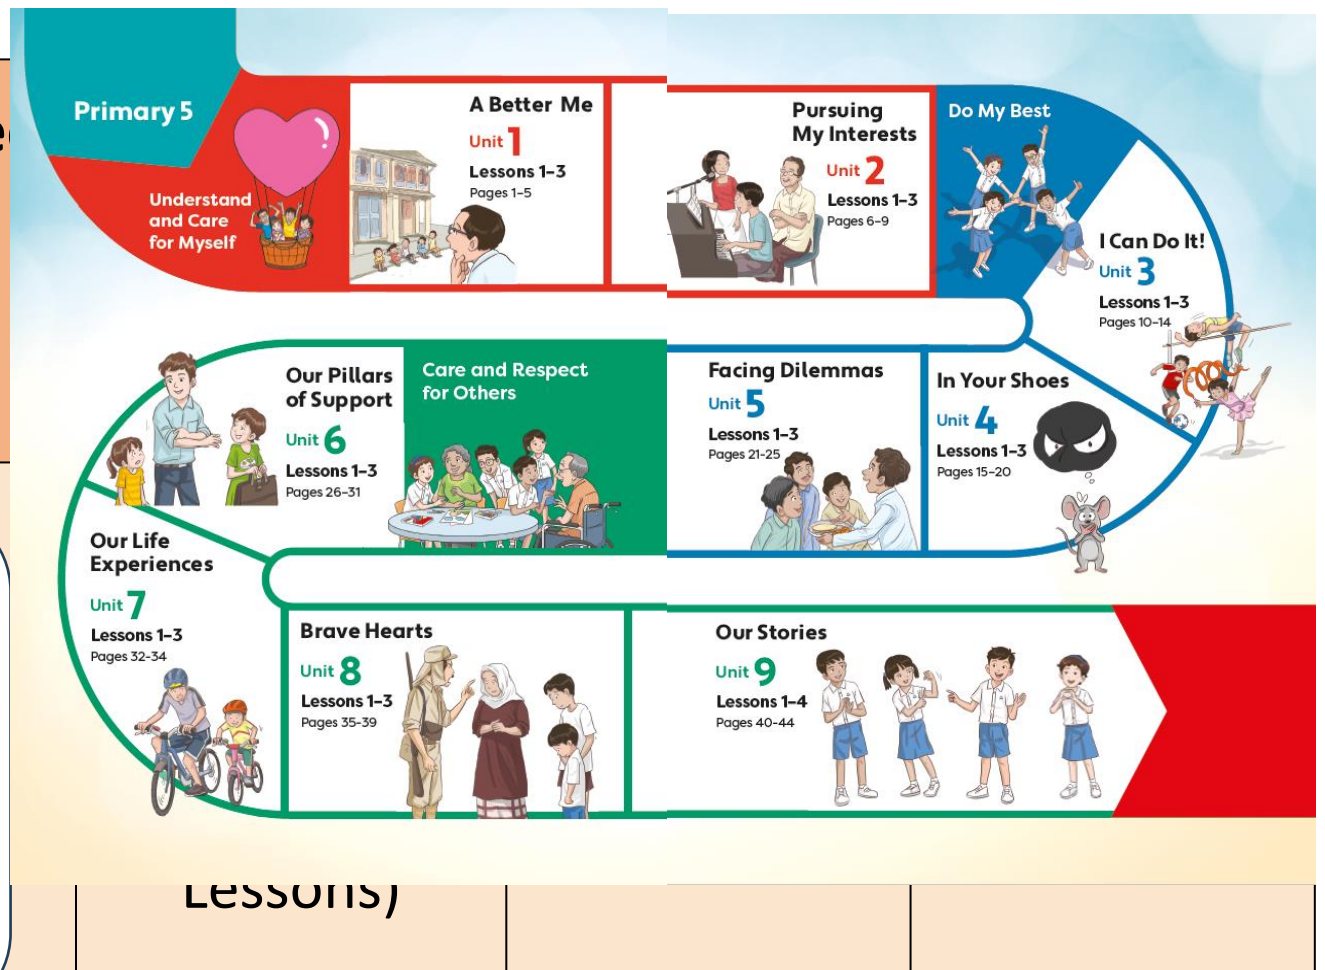 Primary 5
Understand
and Care
for Myself
A Better Me
Unit 1
Lessons 1–3
Pages 1–5
Pursuing
My Interests
Unit 2
Lessons 1–3
Pages 6–9
Do My Best
I Can Do It!
Unit 3
Lessons 1–3
Pages 10–14
In Your Shoes
Unit 4
Lessons 1–3
Pages 15–20
Facing Dilemmas
Unit 5
Lessons 1–3
Pages 21-25
Care and Respect
for Others
Our Pillars
of Support
Unit 6
Lessons 1–3
Pages 26–31
Our Life
Experiences
Unit 7
Lessons 1–3
Pages 32-34
Brave Hearts
Unit 8
Lessons 1–3
Pages 35-39
Our Stories
Unit 9
Lessons 1–4
Pages 40-44
Lessons)